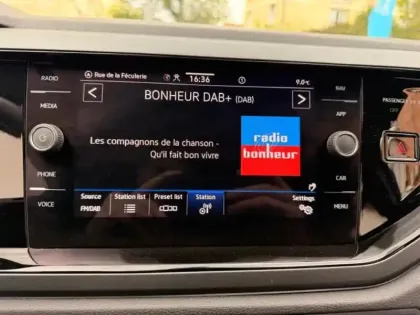 RADIO
Rue de la Féculerie
16:36
9.0°C
NAV
MEDIA
<
BONHEUR DAB+ (DAB)
>
APP
PASSENGER
Les compagnons de la chanson -
Qu'il fait bon vivre
radio
bonheur
PHONE
CAR
VOICE
MENU
Source
FM/DAB
Station list
Preset list
Station
Settings